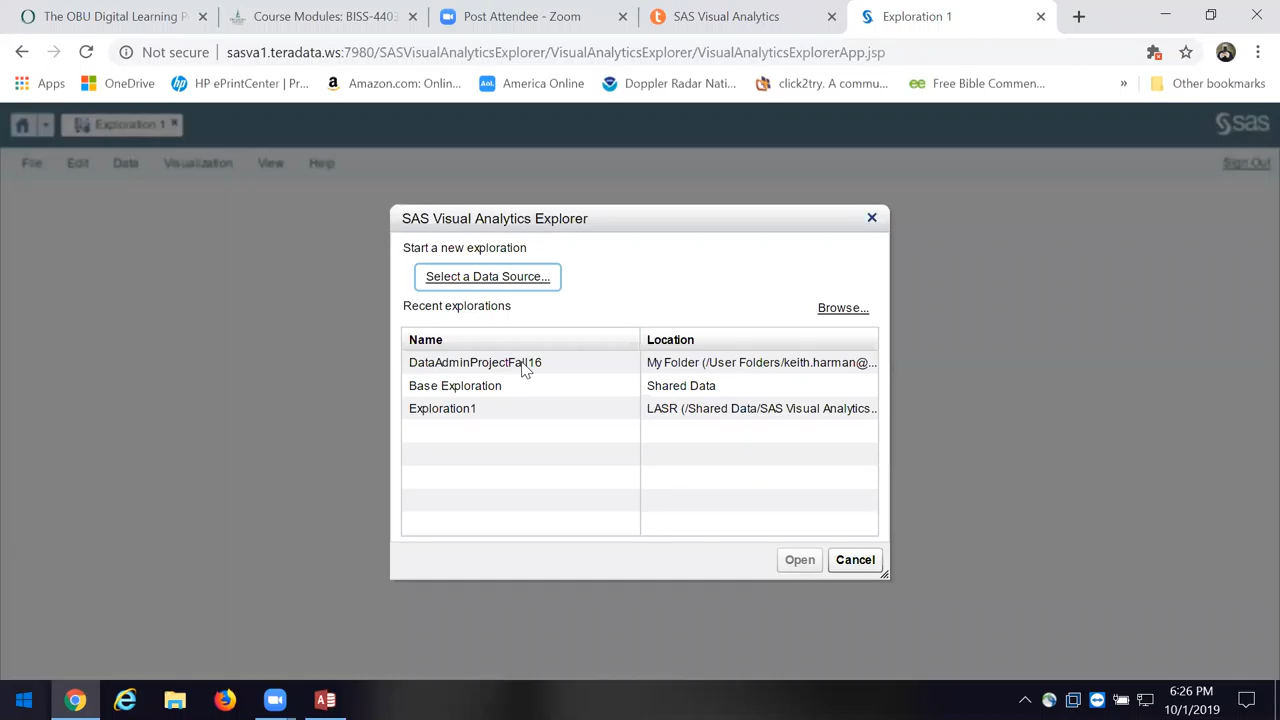 The OBU Digital Learning P
Course Modules: BISS-4403
Post Attendee - Zoom
SAS Visual Analytics
Exploration 1
Not secure
sasva1.teradata.ws:7980/SASVisualAnalyticsExplorer/VisualAnalyticsExplorer/VisualAnalyticsExplorerApp.jsp
Apps
OneDrive
HP ePrintCenter | Pr...
Amazon.com: Onlin...
America Online
Doppler Radar Nati...
click2try. A commu...
Free Bible Commen...
»
Other bookmarks
Exploration 1
sas
File
Edit
Data
Visualization
View
Help
Sign Out
SAS Visual Analytics Explorer
Start a new exploration
Select a Data Source...
Recent explorations
Browse...
Name
Location
DataAdminProjectFall16
My Folder (/User Folders/keith.harman@...
Base Exploration
Shared Data
Exploration1
LASR (/Shared Data/SAS Visual Analytics...
Open
Cancel
6:26 PM
10/1/2019